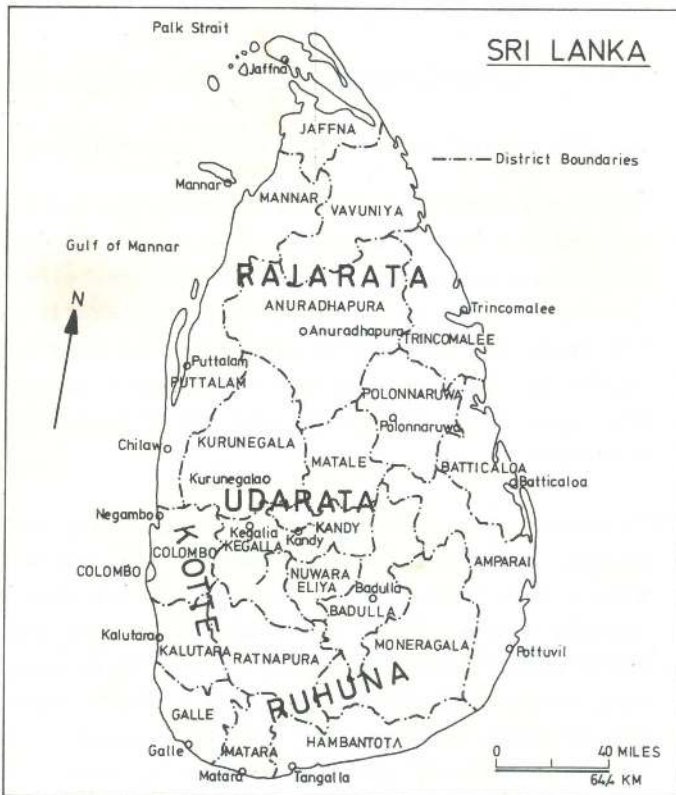 Palk Strait
SRI LANKA
Jaffna
JAFFNA
District Boundaries
Mannar
MANNAR
VAVUNIYA
Gulf of Mannar
RAJARATA
N
ANURADHAPURA
Trincomalee
Anuradhapura
TRINCOMALEE
Puttalam
PUTTALAM
POLONNARUWA
Polonnaruwa
KURUNEGALA
Chilaw
MATALE
BATTICALOA
Kurunegala
Batticaloa
UDARATA
Negambo
KOTTE
KANDY
Kegalla
Kandy
COLOMBO
KEGALLA
AMPARAI
COLOMBO
NUWARA
ELIYA
Badulla
BADULLA
Kalutara
KALUTARA
MONERAGALA
Pottuvil
RATNAPURA
RUHUNA
GALLE
HAMBANTOTA
Galle
MATARA
0 40 MILES
Matara
Tangalla
64,4 KM